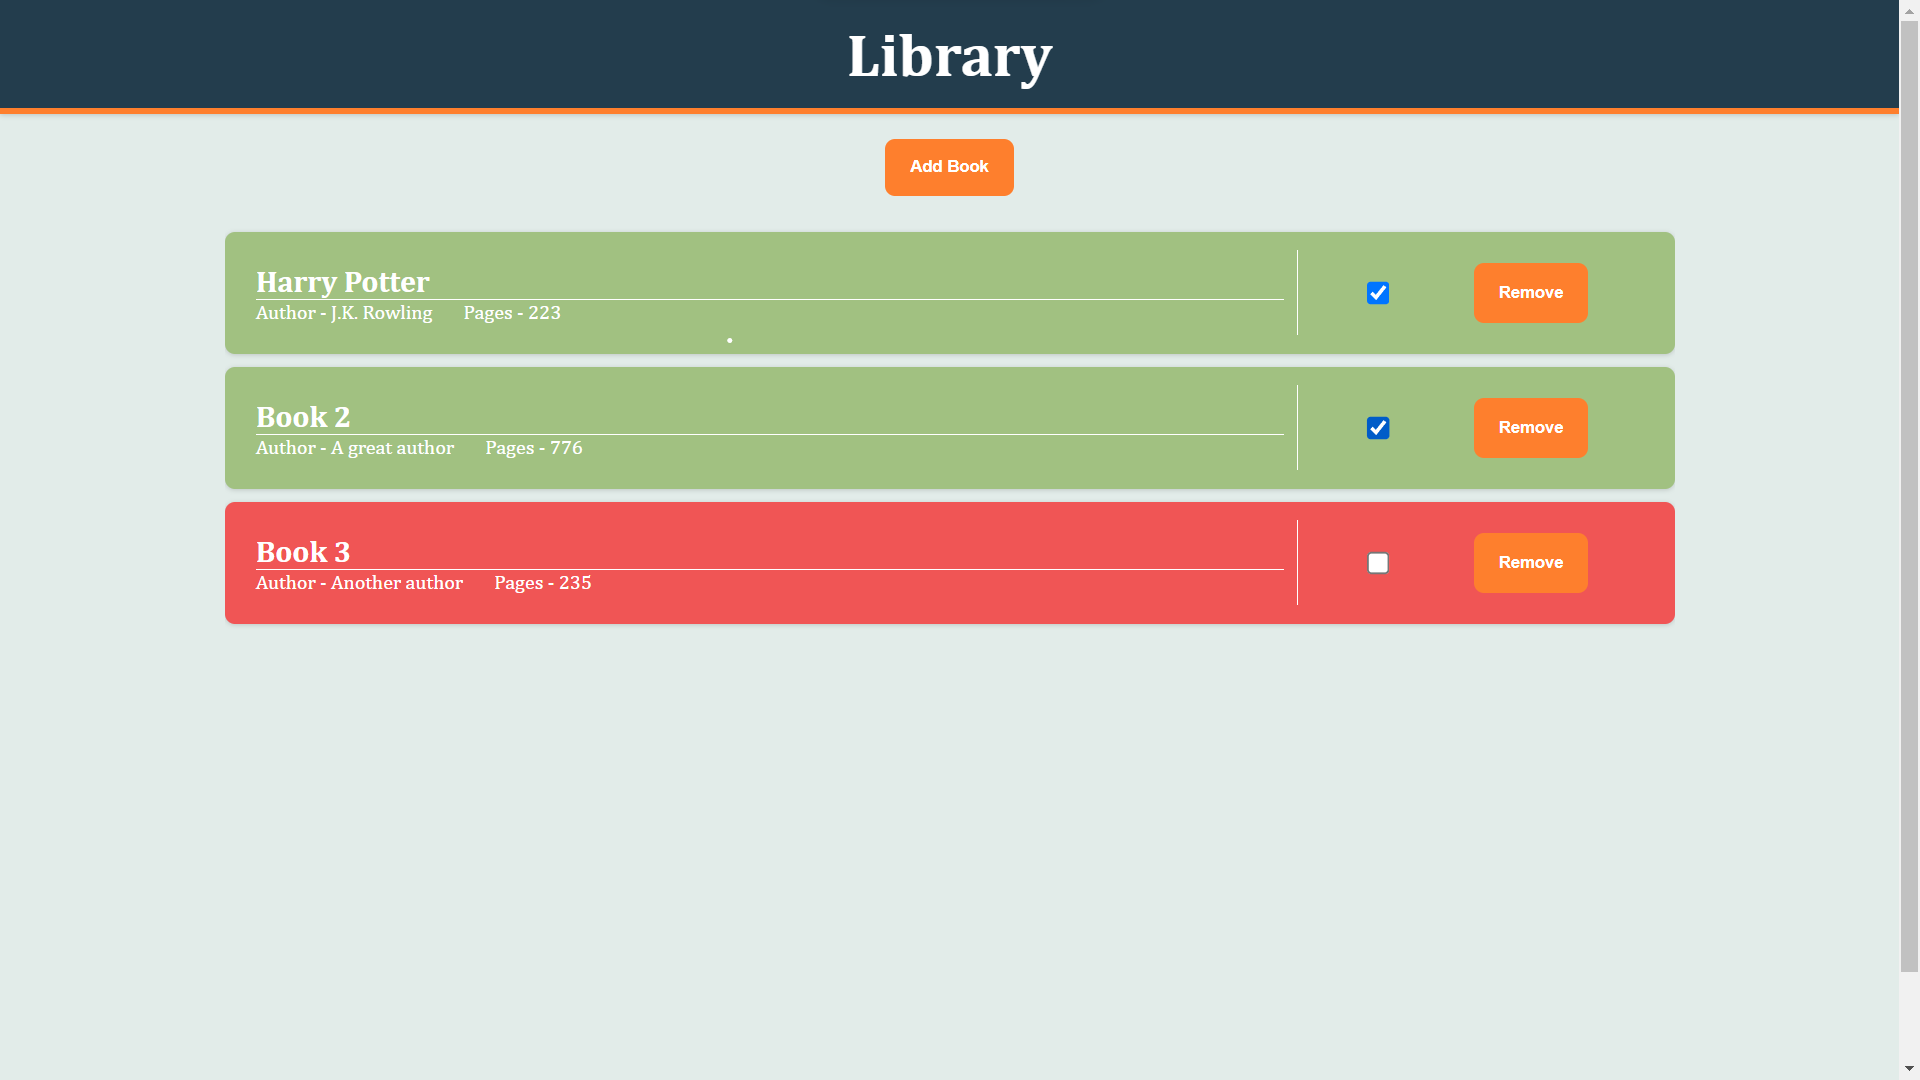 Library
Add Book
Harry Potter
Author - J.K. Rowling Pages - 223
Remove
Book 2
Author - A great author Pages - 776
Remove
Book 3
Author - Another author Pages - 235
Remove